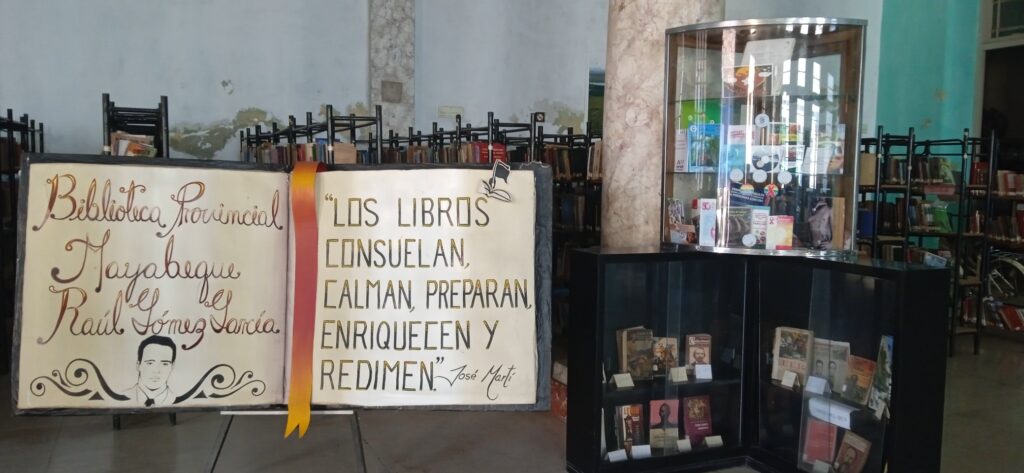 Biblioteca Provincial
Mayabeque
Raúl Gómez García
"LOS LIBROS
CONSUELAN,
CALMAN, PREPARAN,
ENRIQUECEN Y
REDIMEN."
José Martí